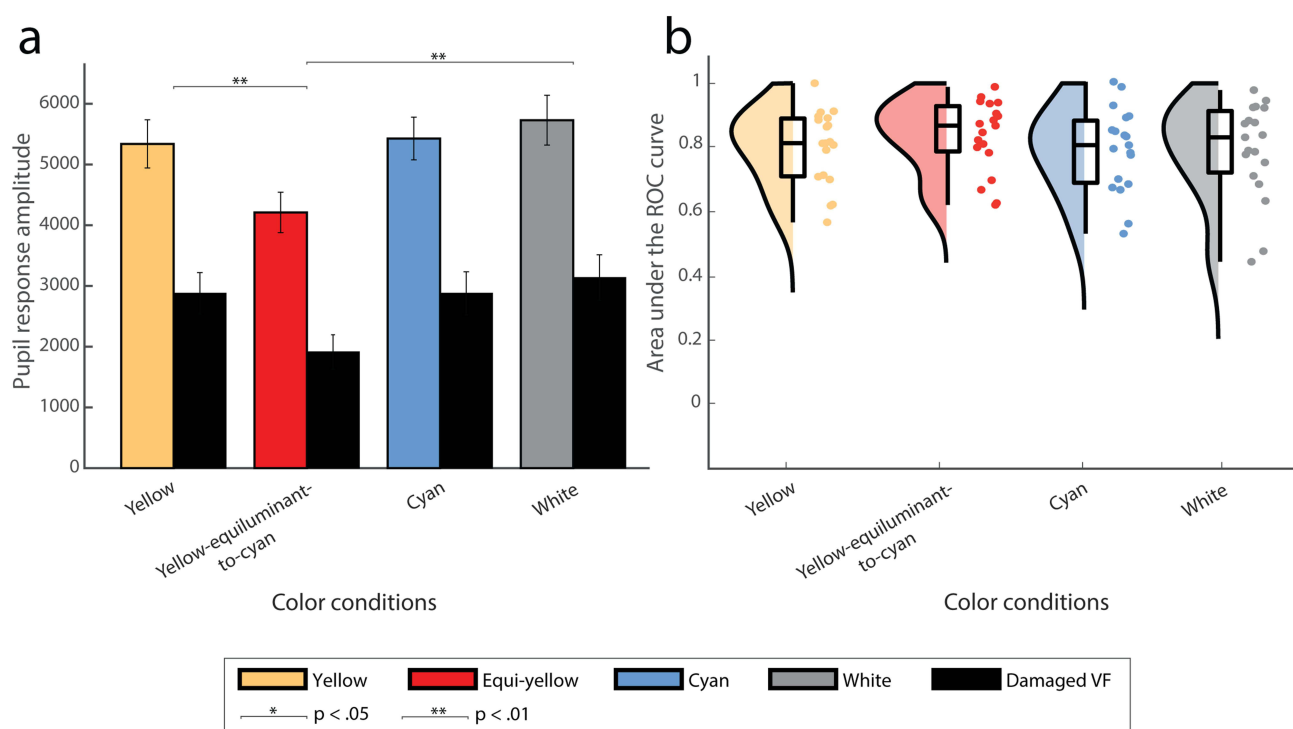 a
**
**
6000
5000
4000
3000
2000
1000
0
Pupil response amplitude
Yellow
Yellow-equiluminant-
to-cyan
Cyan
White
Color conditions
b
1
0.8
0.6
0.4
0.2
0
Area under the ROC curve
Yellow
Yellow-equiluminant-
to-cyan
Cyan
White
Color conditions
Yellow Equi-yellow Cyan White Damaged VF
* p < .05 ** p < .01